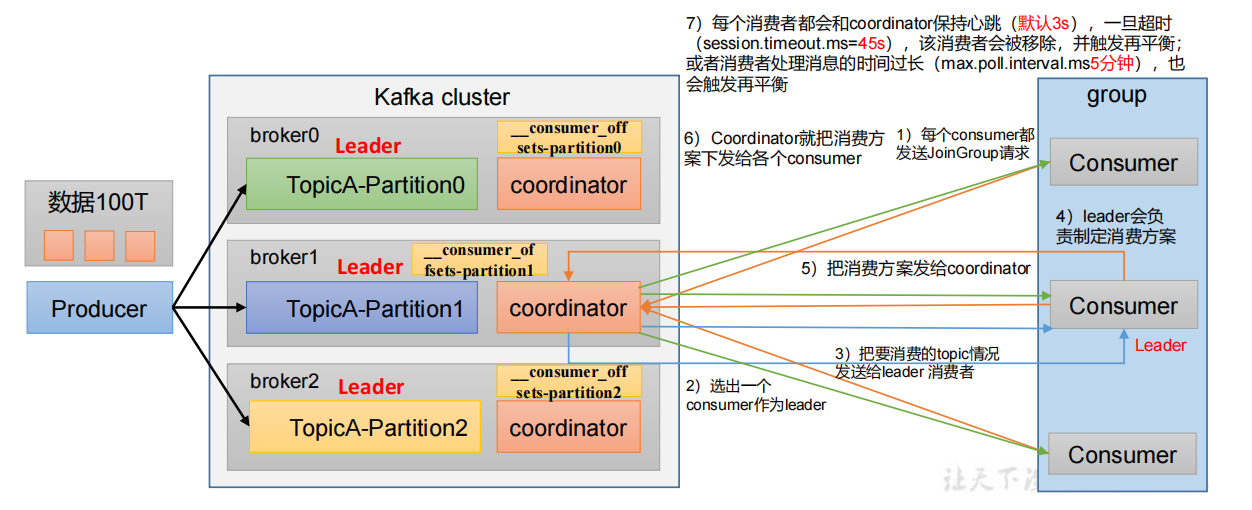 7）每个消费者都会和coordinator保持心跳（默认3s），一旦超时
（session.timeout.ms=45s），该消费者会被移除，并触发再平衡；
或者消费者处理消息的时间过长（max.poll.interval.ms5分钟），也
会触发再平衡
Kafka cluster
group
broker0
Leader
__consumer_off
sets-partition0
TopicA-Partition0
coordinator
6）Coordinator就把消费方
案下发给各个consumer
1）每个consumer都
发送JoinGroup请求
Consumer
数据100T
Producer
broker1
Leader
__consumer_of
fsets-partition1
TopicA-Partition1
coordinator
4）leader会负
责制定消费方案
5）把消费方案发给coordinator
Consumer
Leader
3）把要消费的topic情况
发送给leader 消费者
broker2
Leader
__consumer_off
sets-partition2
TopicA-Partition2
coordinator
2）选出一个
consumer作为leader
Consumer
让天下